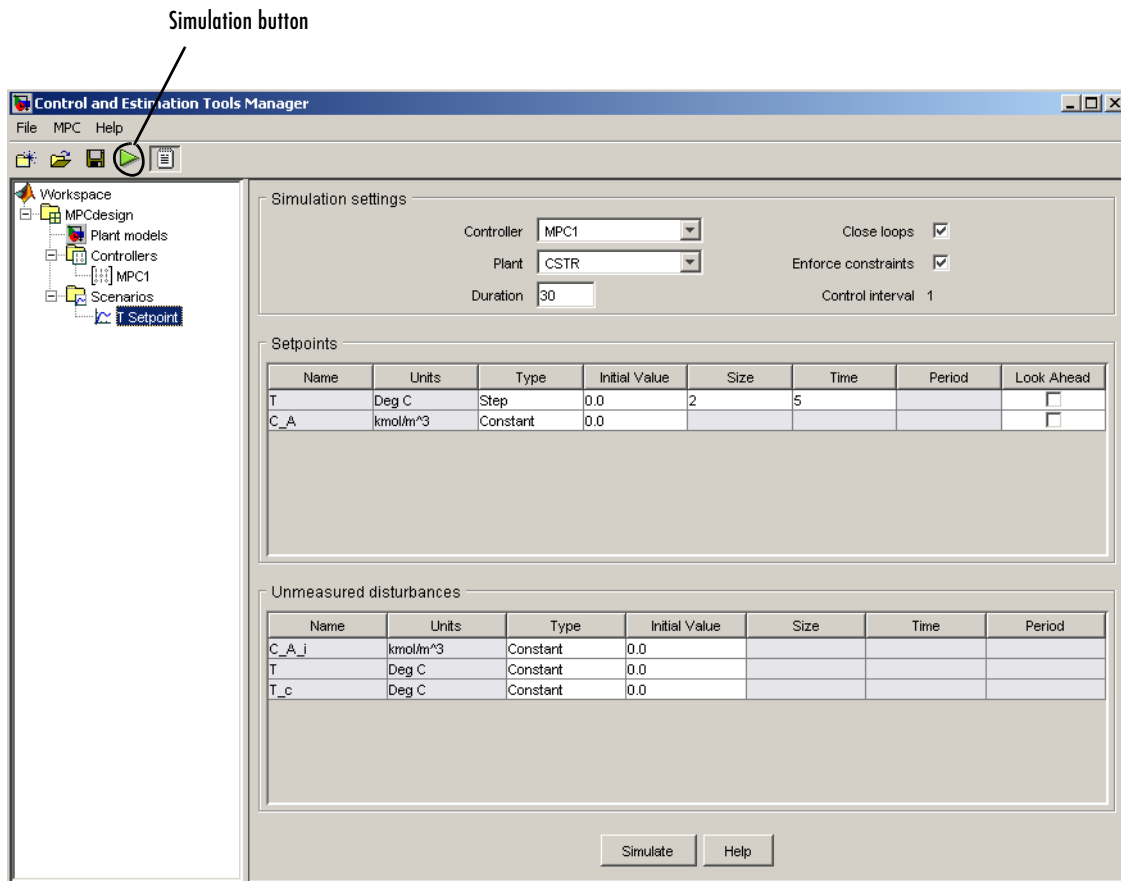 Simulation button
Control and Estimation Tools Manager
File MPC Help
Workspace
MPCdesign
Plant models
Controllers
MPC1
Scenarios
T Setpoint
Simulation settings
Controller MPC1 Close loops
Plant CSTR Enforce constraints
Duration 30 Control interval 1
Setpoints
Name Units Type Initial Value Size Time Period Look Ahead
T Deg C Step 0.0 2 5
C_A kmol/m^3 Constant 0.0
Unmeasured disturbances
Name Units Type Initial Value Size Time Period
C_A_i kmol/m^3 Constant 0.0
T Deg C Constant 0.0
T_c Deg C Constant 0.0
Simulate Help